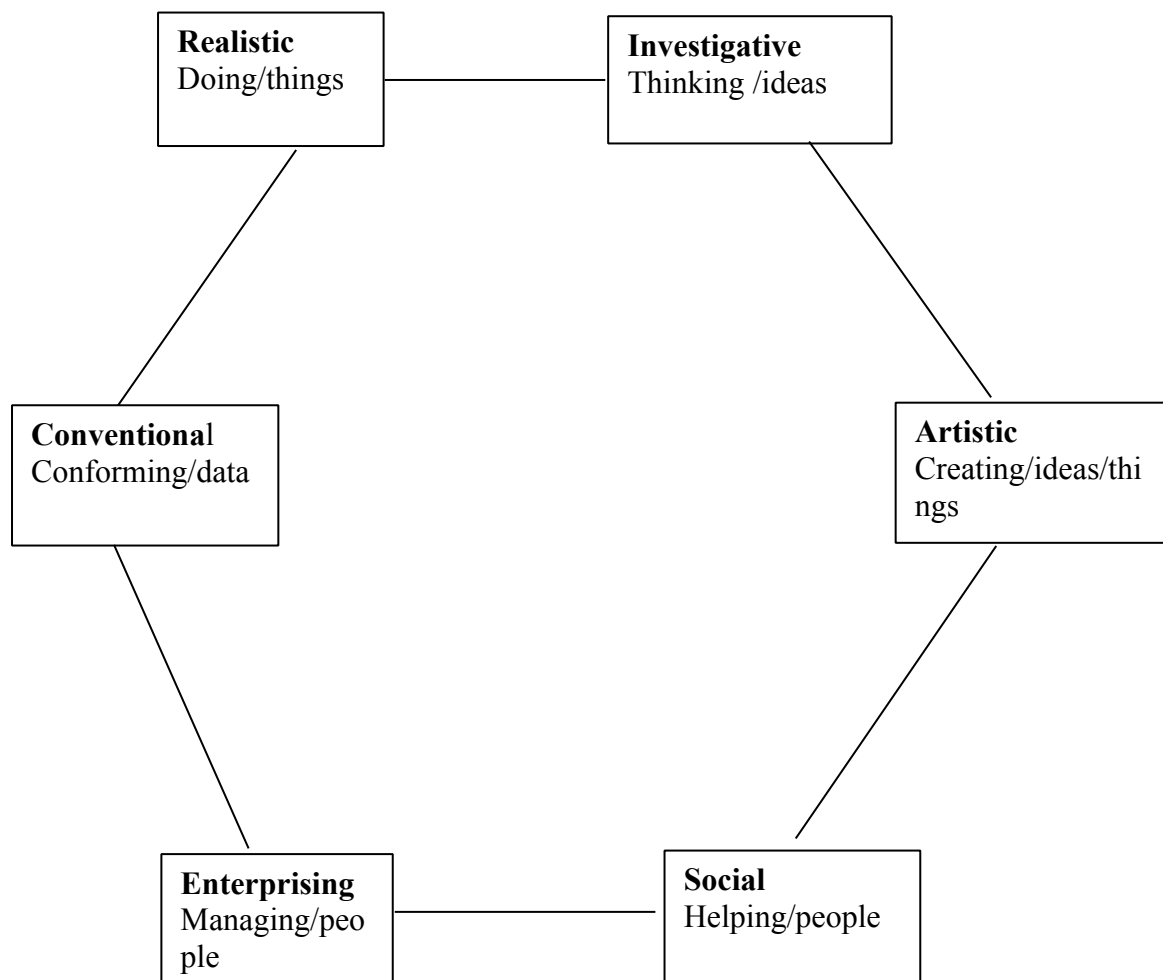 Realistic
Doing/things
Investigative
Thinking /ideas
Conventional
Conforming/data
Artistic
Creating/ideas/thi
ngs
Enterprising
Managing/peo
ple
Social
Helping/people